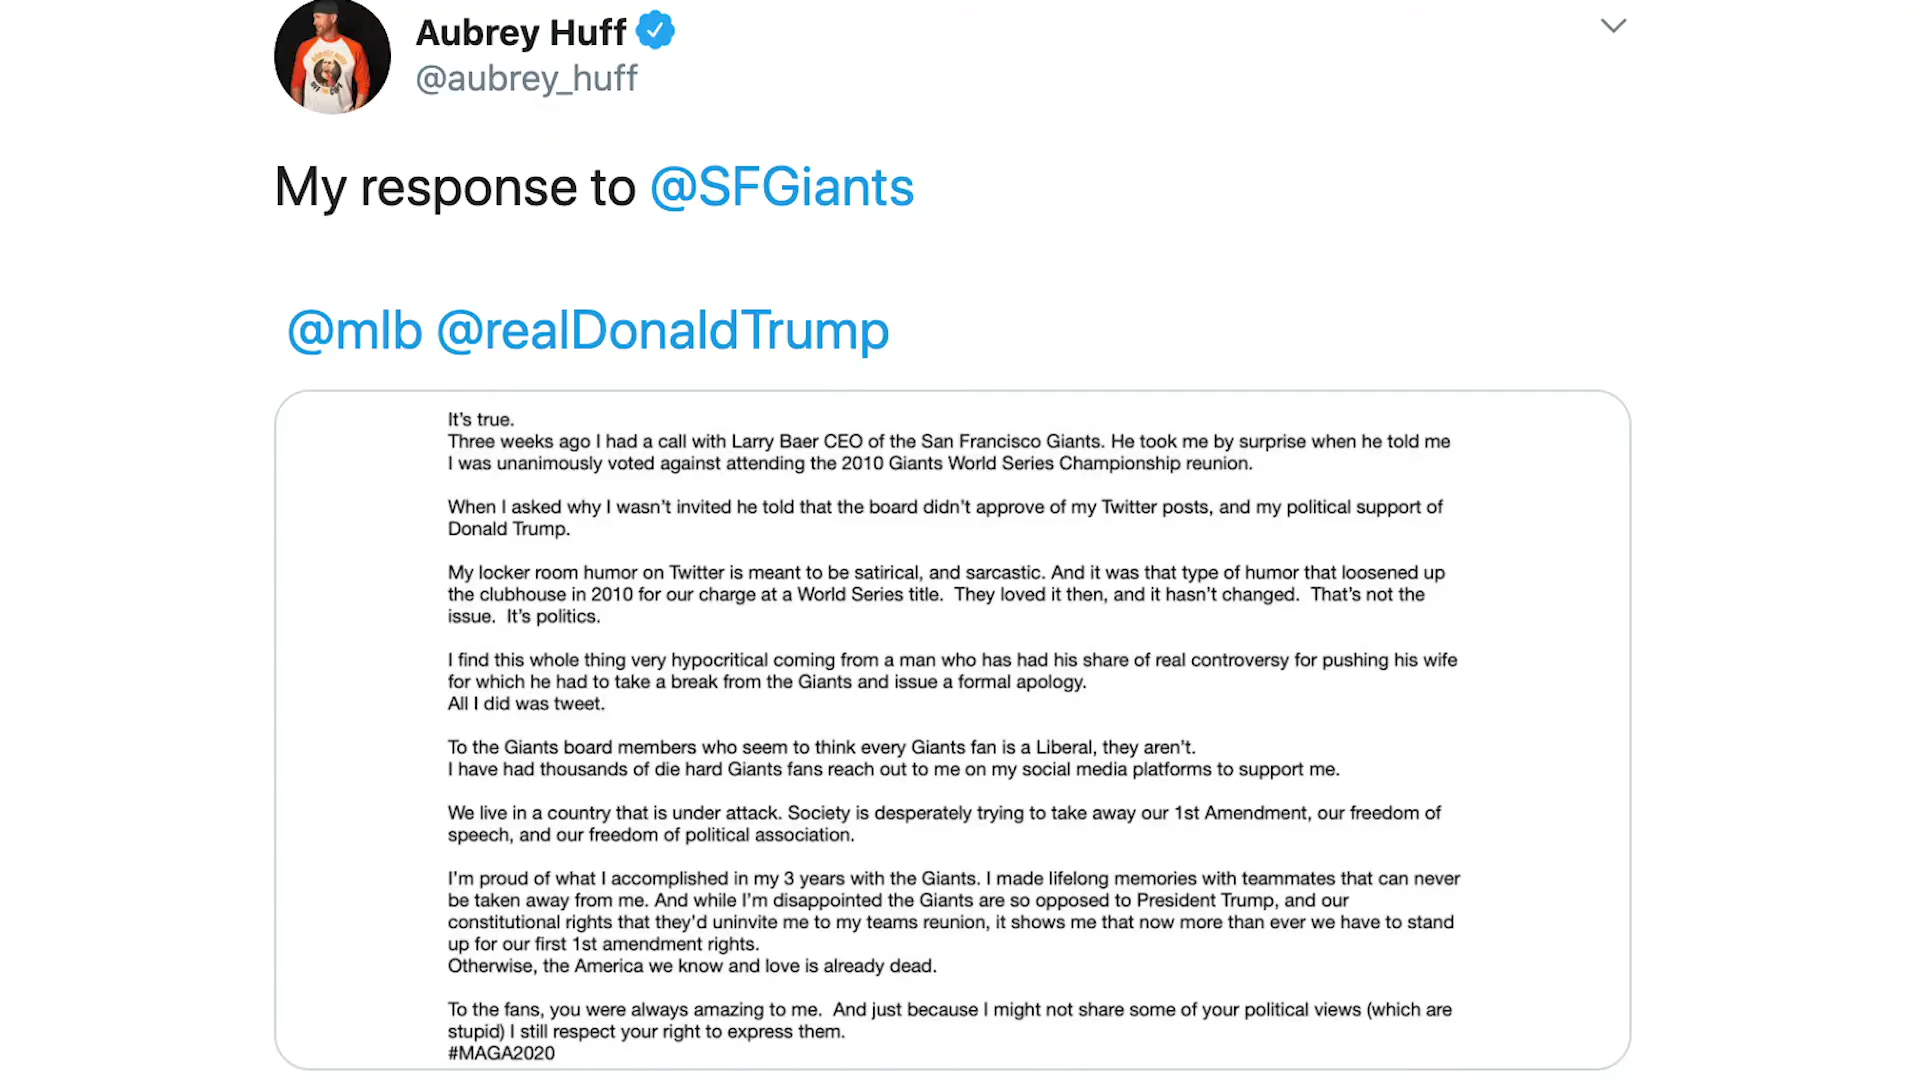 Aubrey Huff
@aubrey_huff
My response to @SFGiants
@mlb @realDonaldTrump
It's true.
Three weeks ago I had a call with Larry Baer CEO of the San Francisco Giants. He took me by surprise when he told me
I was unanimously voted against attending the 2010 Giants World Series Championship reunion.
When I asked why I wasn't invited he told that the board didn't approve of my Twitter posts, and my political support of
Donald Trump.
My locker room humor on Twitter is meant to be satirical, and sarcastic. And it was that type of humor that loosened up
the clubhouse in 2010 for our charge at a World Series title.  They loved it then, and it hasn't changed.  That's not the
issue.  It's politics.
I find this whole thing very hypocritical coming from a man who has had his share of real controversy for pushing his wife
for which he had to take a break from the Giants and issue a formal apology.
All I did was tweet.
To the Giants board members who seem to think every Giants fan is a Liberal, they aren't.
I have had thousands of die hard Giants fans reach out to me on my social media platforms to support me.
We live in a country that is under attack. Society is desperately trying to take away our 1st Amendment, our freedom of
speech, and our freedom of political association.
I'm proud of what I accomplished in my 3 years with the Giants. I made lifelong memories with teammates that can never
be taken away from me. And while I'm disappointed the Giants are so opposed to President Trump, and our
constitutional rights that they'd uninvite me to my teams reunion, it shows me that now more than ever we have to stand
up for our first 1st amendment rights.
Otherwise, the America we know and love is already dead.
To the fans, you were always amazing to me.  And just because I might not share some of your political views (which are
stupid) I still respect your right to express them.
#MAGA2020